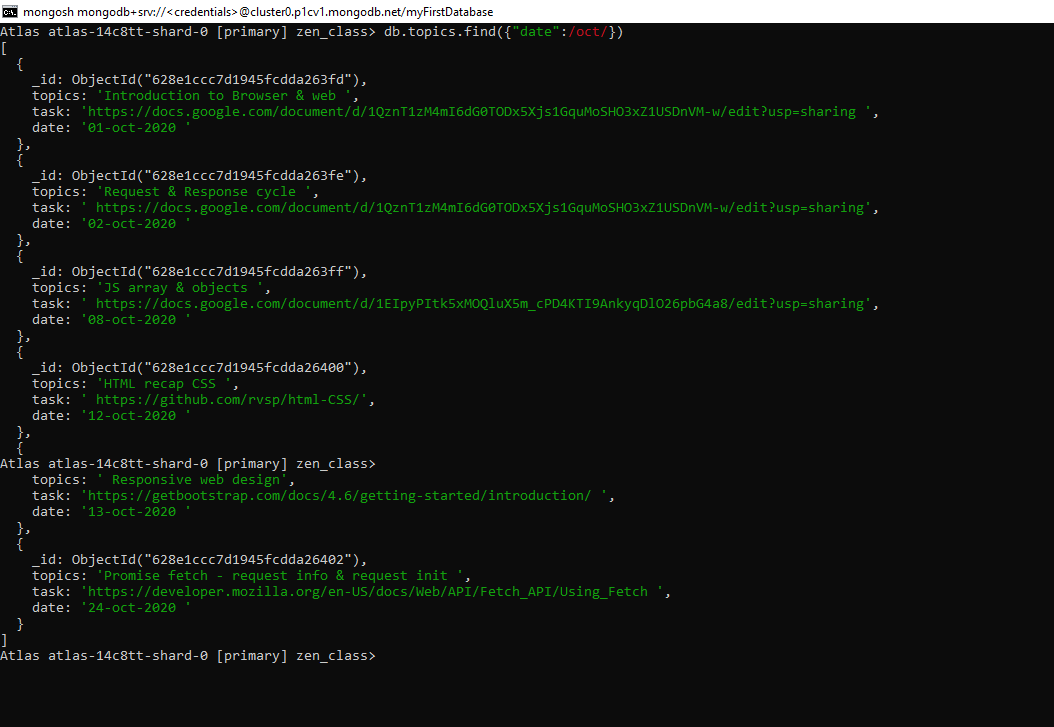 mongosh mongodb+srv://<credentials>@cluster0.p1cv1.mongodb.net/myFirstDatabase
Atlas atlas-14c8tt-shard-0 [primary] zen_class> db.topics.find({"date":/oct/})
[
  {
    _id: ObjectId("628e1ccc7d1945fcdda263fd"),
    topics: 'Introduction to Browser & web ',
    task: 'https://docs.google.com/document/d/1QznT1zM4mI6dG0TODx5Xjs1GquMoSHO3xZ1USDnVM-w/edit?usp=sharing ',
    date: '01-oct-2020 '
  },
  {
    _id: ObjectId("628e1ccc7d1945fcdda263fe"),
    topics: 'Request & Response cycle ',
    task: ' https://docs.google.com/document/d/1QznT1zM4mI6dG0TODx5Xjs1GquMoSHO3xZ1USDnVM-w/edit?usp=sharing',
    date: '02-oct-2020 '
  },
  {
    _id: ObjectId("628e1ccc7d1945fcdda263ff"),
    topics: 'JS array & objects ',
    task: ' https://docs.google.com/document/d/1EIpyPItk5xMOQluX5m_cPD4KTI9AnkyqDlO26pbG4a8/edit?usp=sharing',
    date: '08-oct-2020 '
  },
  {
    _id: ObjectId("628e1ccc7d1945fcdda26400"),
    topics: 'HTML recap CSS ',
    task: ' https://github.com/rvsp/html-CSS/',
    date: '12-oct-2020 '
  },
  {
Atlas atlas-14c8tt-shard-0 [primary] zen_class>
    topics: ' Responsive web design',
    task: 'https://getbootstrap.com/docs/4.6/getting-started/introduction/ ',
    date: '13-oct-2020 '
  },
  {
    _id: ObjectId("628e1ccc7d1945fcdda26402"),
    topics: 'Promise fetch - request info & request init ',
    task: 'https://developer.mozilla.org/en-US/docs/Web/API/Fetch_API/Using_Fetch ',
    date: '24-oct-2020 '
  }
]
Atlas atlas-14c8tt-shard-0 [primary] zen_class>